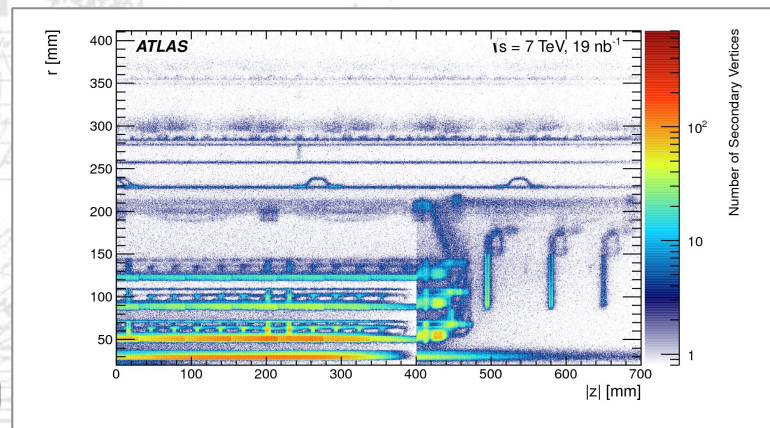 ATLAS
√s = 7 TeV, 19 nb-1
r [mm]
400
350
300
250
200
150
100
50
0 100 200 300 400 500 600 700
|z| [mm]
Number of Secondary Vertices
10²
10
1